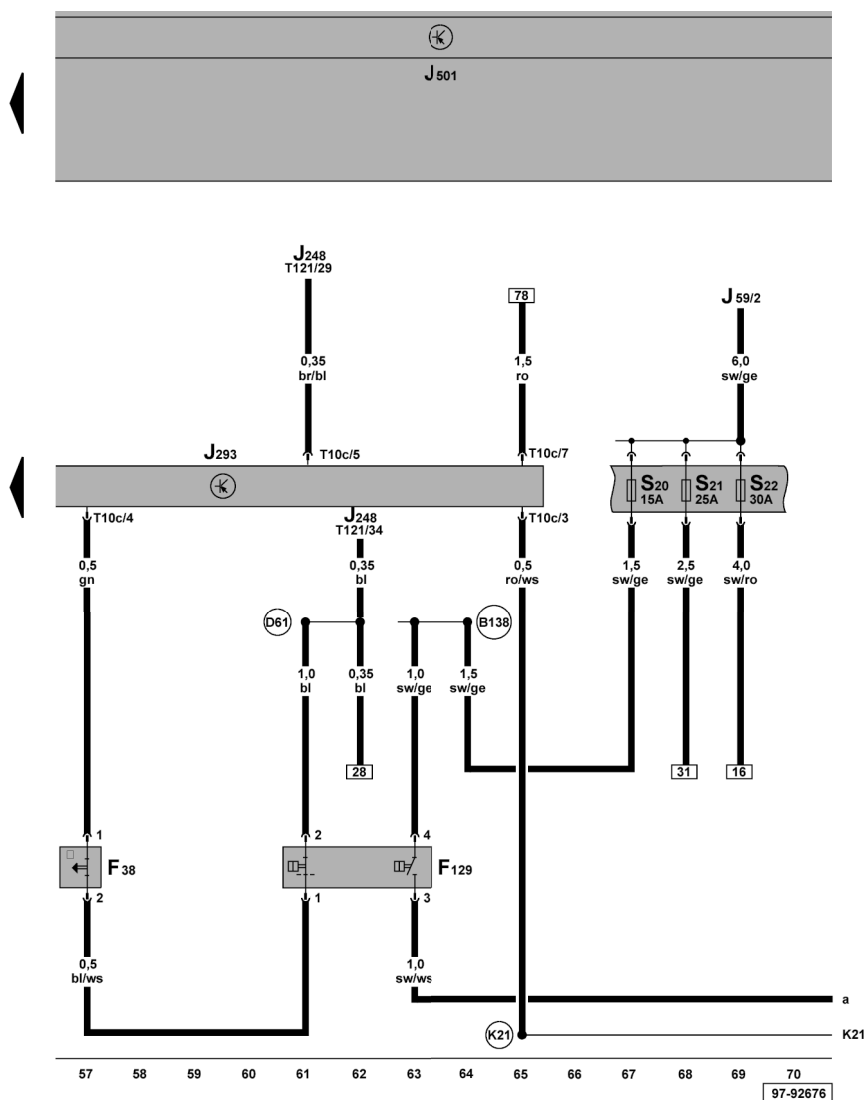 J 501
J248
T121/29
78
J 59/2
0,35
br/bl
1,5
ro
6,0
sw/ge
J293
T10c/5
T10c/7
S20
15A
S21
25A
S22
30A
T10c/4
J248
T121/34
T10c/3
0,5
gn
0,35
bl
0,5
ro/ws
1,5
sw/ge
2,5
sw/ge
4,0
sw/ro
D61
B138
1,0
bl
0,35
bl
1,0
sw/ge
1,5
sw/ge
28
31
16
1
2
4
F 38
F 129
2
1
3
0,5
bl/ws
1,0
sw/ws
a
K21
K21
57 58 59 60 61 62 63 64 65 66 67 68 69 70
97-92676